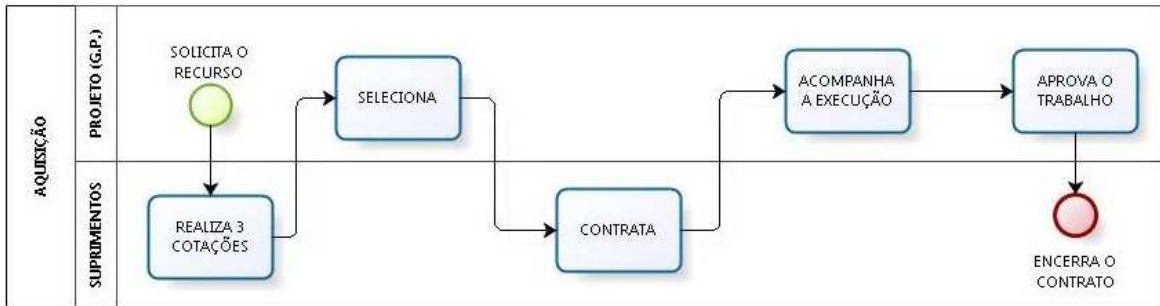 AQUISIÇÃO
PROJETO (G.P.)
SOLICITA O
RECURSO
SELECIONA
ACOMPANHA
A EXECUÇÃO
APROVA O
TRABALHO
SUPRIMENTOS
REALIZA 3
COTAÇÕES
CONTRATA
ENCERRA O
CONTRATO